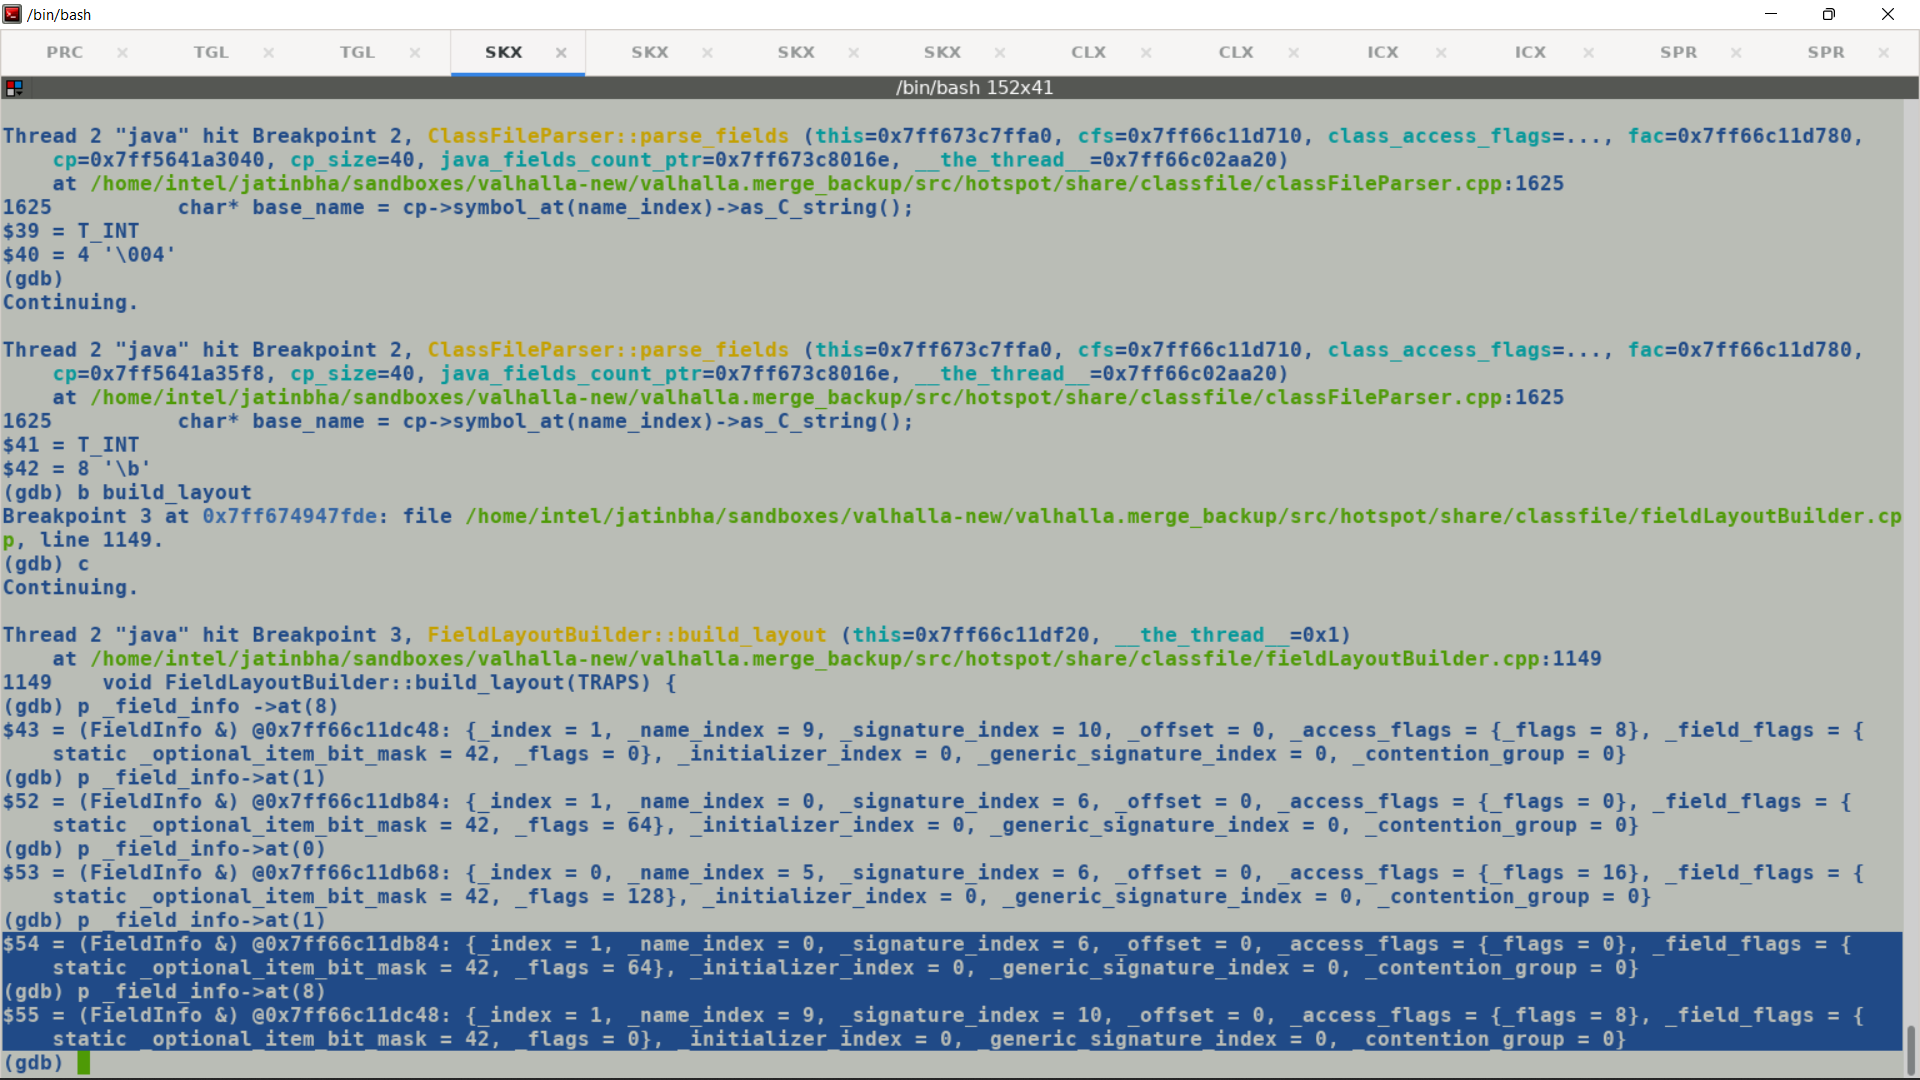 /bin/bash
PRC × TGL × TGL × SKX × SKX × SKX × SKX × CLX × CLX × ICX × ICX × SPR × SPR ×
/bin/bash 152x41
Thread 2 "java" hit Breakpoint 2, ClassFileParser::parse_fields (this=0x7ff673c7ffa0, cfs=0x7ff66c11d710, class_access_flags=..., fac=0x7ff66c11d780,
    cp=0x7ff5641a3040, cp_size=40, java_fields_count_ptr=0x7ff673c8016e, __the_thread__=0x7ff66c02aa20)
    at /home/intel/jatinbha/sandboxes/valhalla-new/valhalla.merge_backup/src/hotspot/share/classfile/classFileParser.cpp:1625
1625          char* base_name = cp->symbol_at(name_index)->as_C_string();
$39 = T_INT
$40 = 4 '\004'
(gdb)
Continuing.
Thread 2 "java" hit Breakpoint 2, ClassFileParser::parse_fields (this=0x7ff673c7ffa0, cfs=0x7ff66c11d710, class_access_flags=..., fac=0x7ff66c11d780,
    cp=0x7ff5641a35f8, cp_size=40, java_fields_count_ptr=0x7ff673c8016e, __the_thread__=0x7ff66c02aa20)
    at /home/intel/jatinbha/sandboxes/valhalla-new/valhalla.merge_backup/src/hotspot/share/classfile/classFileParser.cpp:1625
1625          char* base_name = cp->symbol_at(name_index)->as_C_string();
$41 = T_INT
$42 = 8 '\b'
(gdb) b build_layout
Breakpoint 3 at 0x7ff674947fde: file /home/intel/jatinbha/sandboxes/valhalla-new/valhalla.merge_backup/src/hotspot/share/classfile/fieldLayoutBuilder.cp
p, line 1149.
(gdb) c
Continuing.
Thread 2 "java" hit Breakpoint 3, FieldLayoutBuilder::build_layout (this=0x7ff66c11df20, __the_thread__=0x1)
    at /home/intel/jatinbha/sandboxes/valhalla-new/valhalla.merge_backup/src/hotspot/share/classfile/fieldLayoutBuilder.cpp:1149
1149    void FieldLayoutBuilder::build_layout(TRAPS) {
(gdb) p _field_info ->at(8)
$43 = (FieldInfo &) @0x7ff66c11dc48: {_index = 1, _name_index = 9, _signature_index = 10, _offset = 0, _access_flags = {_flags = 8}, _field_flags = {
    static _optional_item_bit_mask = 42, _flags = 0}, _initializer_index = 0, _generic_signature_index = 0, _contention_group = 0}
(gdb) p _field_info->at(1)
$52 = (FieldInfo &) @0x7ff66c11db84: {_index = 1, _name_index = 0, _signature_index = 6, _offset = 0, _access_flags = {_flags = 0}, _field_flags = {
    static _optional_item_bit_mask = 42, _flags = 64}, _initializer_index = 0, _generic_signature_index = 0, _contention_group = 0}
(gdb) p _field_info->at(0)
$53 = (FieldInfo &) @0x7ff66c11db68: {_index = 0, _name_index = 5, _signature_index = 6, _offset = 0, _access_flags = {_flags = 16}, _field_flags = {
    static _optional_item_bit_mask = 42, _flags = 128}, _initializer_index = 0, _generic_signature_index = 0, _contention_group = 0}
(gdb) p _field_info->at(1)
$54 = (FieldInfo &) @0x7ff66c11db84: {_index = 1, _name_index = 0, _signature_index = 6, _offset = 0, _access_flags = {_flags = 0}, _field_flags = {
    static _optional_item_bit_mask = 42, _flags = 64}, _initializer_index = 0, _generic_signature_index = 0, _contention_group = 0}
(gdb) p _field_info->at(8)
$55 = (FieldInfo &) @0x7ff66c11dc48: {_index = 1, _name_index = 9, _signature_index = 10, _offset = 0, _access_flags = {_flags = 8}, _field_flags = {
    static _optional_item_bit_mask = 42, _flags = 0}, _initializer_index = 0, _generic_signature_index = 0, _contention_group = 0}
(gdb)